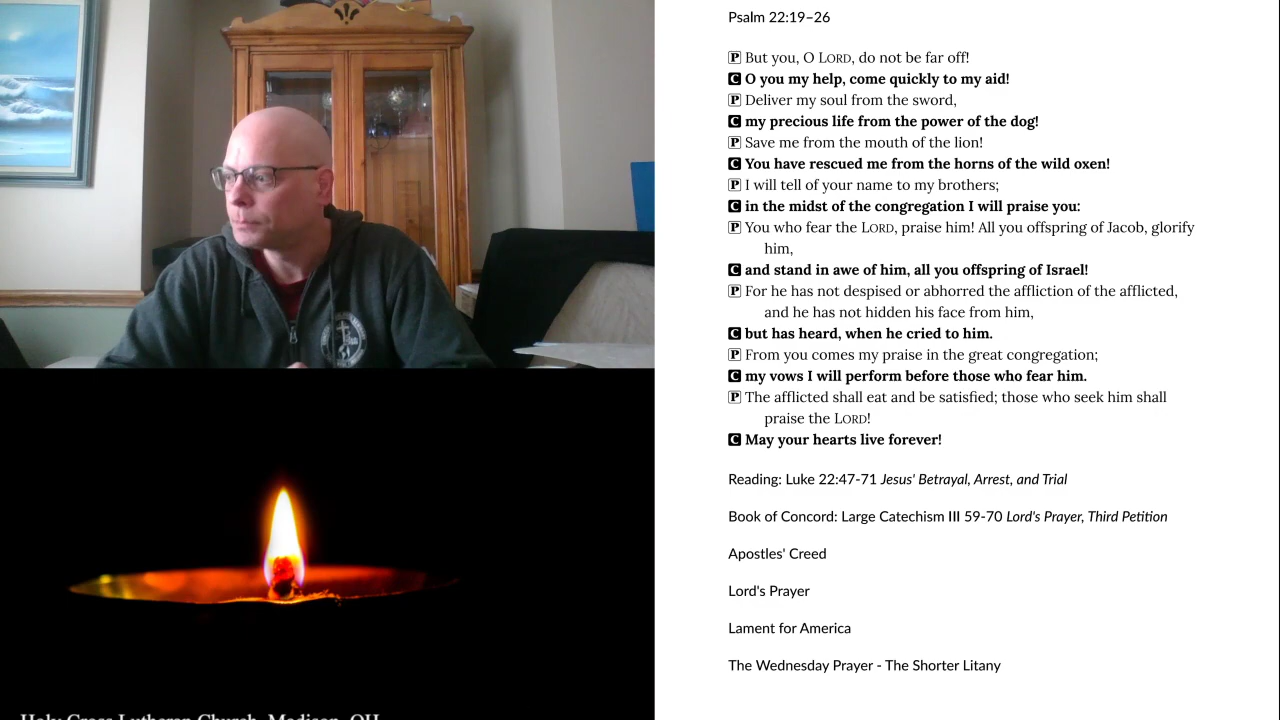 Psalm 22:19–26
P But you, O LORD, do not be far off!
C O you my help, come quickly to my aid!
P Deliver my soul from the sword,
C my precious life from the power of the dog!
P Save me from the mouth of the lion!
C You have rescued me from the horns of the wild oxen!
P I will tell of your name to my brothers;
C in the midst of the congregation I will praise you:
P You who fear the LORD, praise him! All you offspring of Jacob, glorify
him,
C and stand in awe of him, all you offspring of Israel!
P For he has not despised or abhorred the affliction of the afflicted,
and he has not hidden his face from him,
C but has heard, when he cried to him.
P From you comes my praise in the great congregation;
C my vows I will perform before those who fear him.
P The afflicted shall eat and be satisfied; those who seek him shall
praise the LORD!
C May your hearts live forever!
Reading: Luke 22:47-71 Jesus' Betrayal, Arrest, and Trial
Book of Concord: Large Catechism III 59-70 Lord's Prayer, Third Petition
Apostles' Creed
Lord's Prayer
Lament for America
The Wednesday Prayer - The Shorter Litany
Holy Cross Lutheran Church, Madison, OH